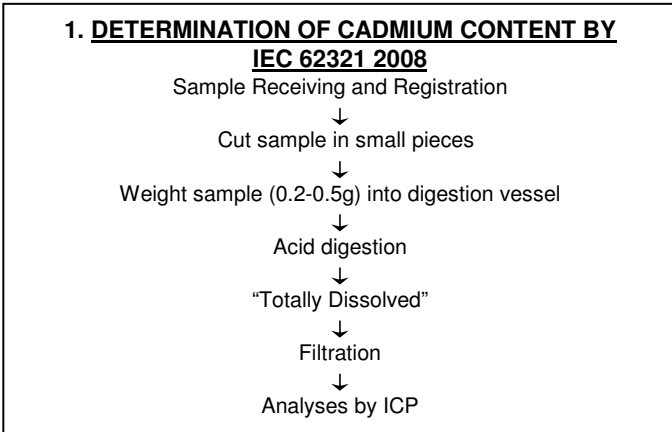 1. DETERMINATION OF CADMIUM CONTENT BY
IEC 62321 2008
Sample Receiving and Registration
↓
Cut sample in small pieces
↓
Weight sample (0.2-0.5g) into digestion vessel
↓
Acid digestion
↓
“Totally Dissolved”
↓
Filtration
↓
Analyses by ICP